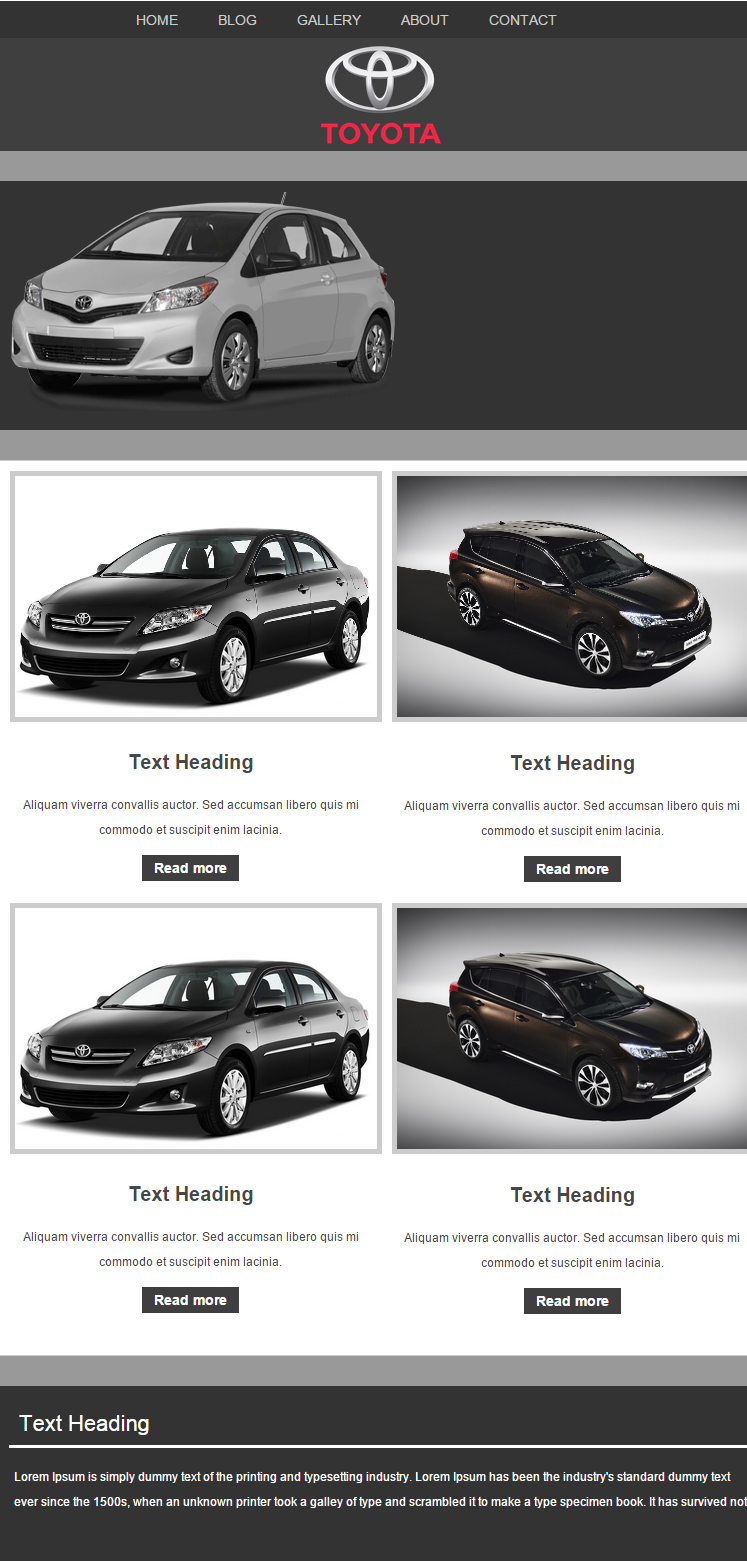 HOME BLOG GALLERY ABOUT CONTACT
TOYOTA
Text Heading
Aliquam viverra convallis auctor. Sed accumsan libero quis mi
commodo et suscipit enim lacinia.
Read more
Text Heading
Aliquam viverra convallis auctor. Sed accumsan libero quis mi
commodo et suscipit enim lacinia.
Read more
Text Heading
Aliquam viverra convallis auctor. Sed accumsan libero quis mi
commodo et suscipit enim lacinia.
Read more
Text Heading
Aliquam viverra convallis auctor. Sed accumsan libero quis mi
commodo et suscipit enim lacinia.
Read more
Text Heading
Lorem Ipsum is simply dummy text of the printing and typesetting industry. Lorem Ipsum has been the industry's standard dummy text
ever since the 1500s, when an unknown printer took a galley of type and scrambled it to make a type specimen book. It has survived not